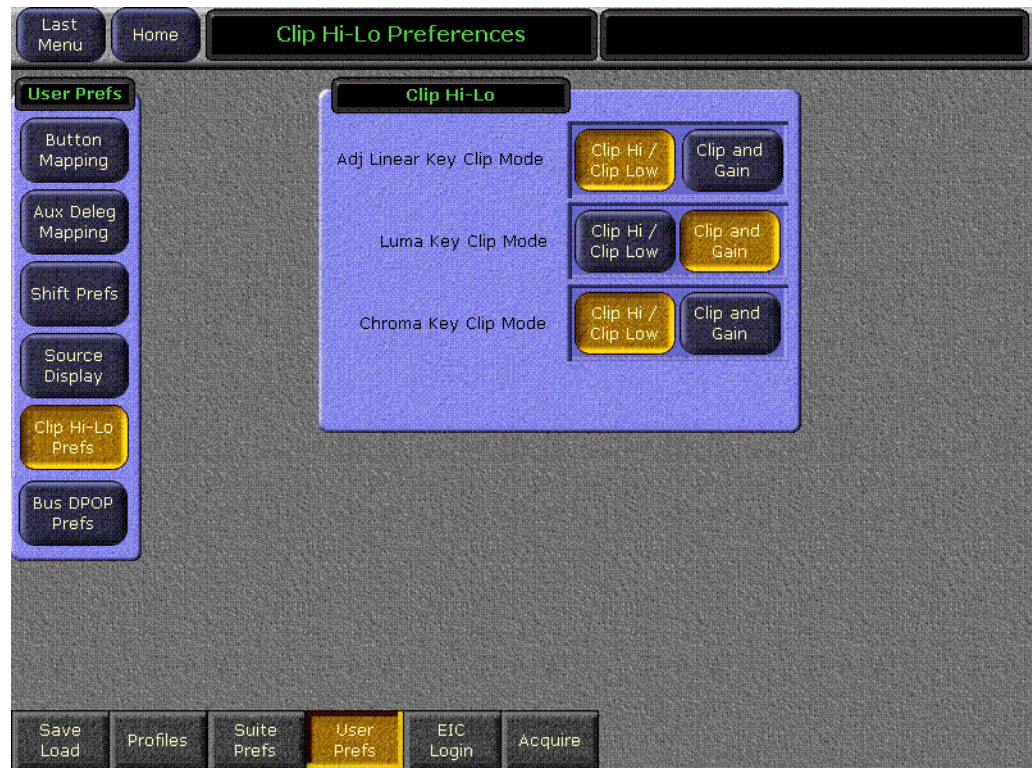 Last
Menu
Home
Clip Hi-Lo Preferences
User Prefs
Button
Mapping
Aux Deleg
Mapping
Shift Prefs
Source
Display
Clip Hi-Lo
Prefs
Bus DPOP
Prefs
Clip Hi-Lo
Adj Linear Key Clip Mode
Clip Hi /
Clip Low
Clip and
Gain
Luma Key Clip Mode
Clip Hi /
Clip Low
Clip and
Gain
Chroma Key Clip Mode
Clip Hi /
Clip Low
Clip and
Gain
Save
Load
Profiles
Suite
Prefs
User
Prefs
EIC
Login
Acquire